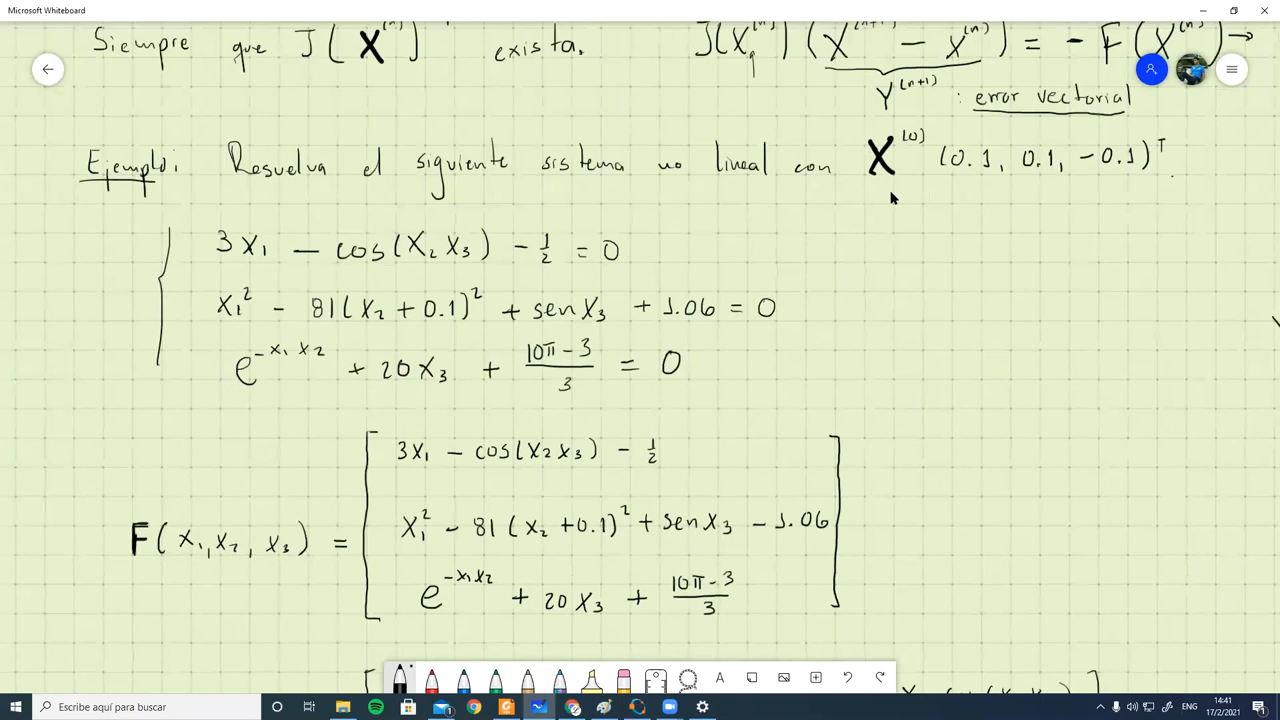 Microsoft Whiteboard
Siempre que J(X^(n)) exista. J(X^(n)) (X^(n+1) - X^(n)) = - F(X^(n)) →
Y^(n+1) : error vectorial
Ejemplo: Resuelva el siguiente sistema no lineal con X^(0) (0.1, 0.1, -0.1)^T.
3x₁ - cos(x₂x₃) - 1/2 = 0
x₁² - 81(x₂ + 0.1)² + sen x₃ + 1.06 = 0
e^(-x₁x₂) + 20x₃ + (10π-3)/3 = 0
3x₁ - cos(x₂x₃) - 1/2
x₁² - 81(x₂ + 0.1)² + sen x₃ - 1.06
F(x₁, x₂, x₃) =
e^(-x₁x₂) + 20x₃ + (10π-3)/3
Escribe aquí para buscar
14:41
17/2/2021